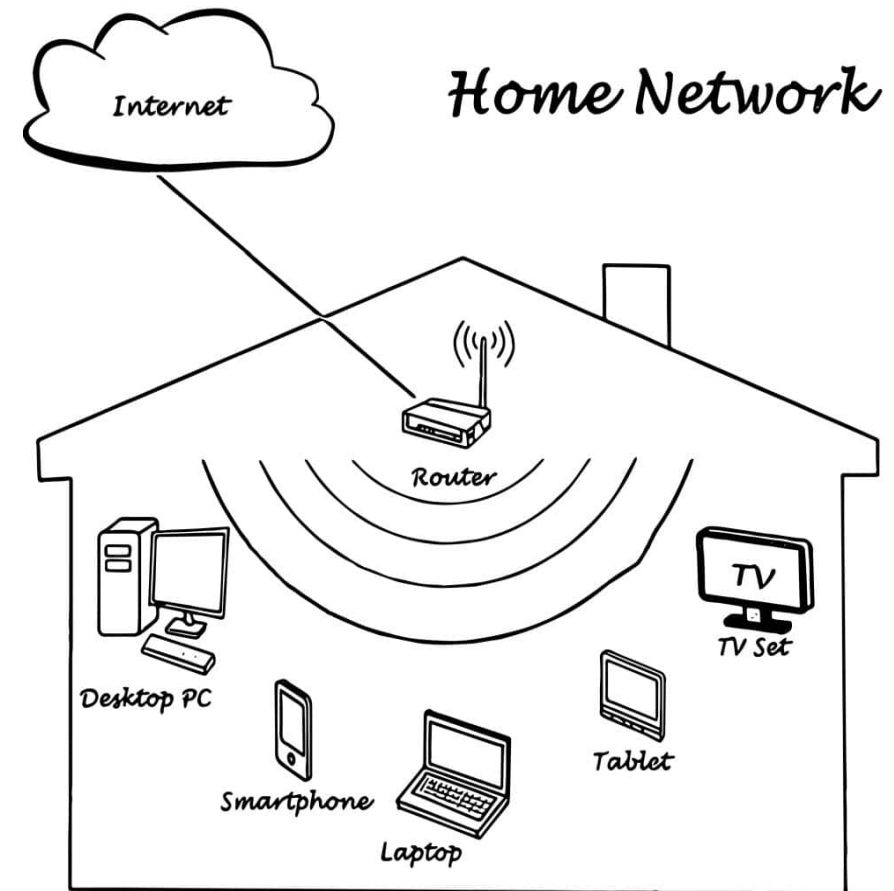 Internet
Home Network
Router
TV
TV Set
Desktop PC
Tablet
Smartphone
Laptop